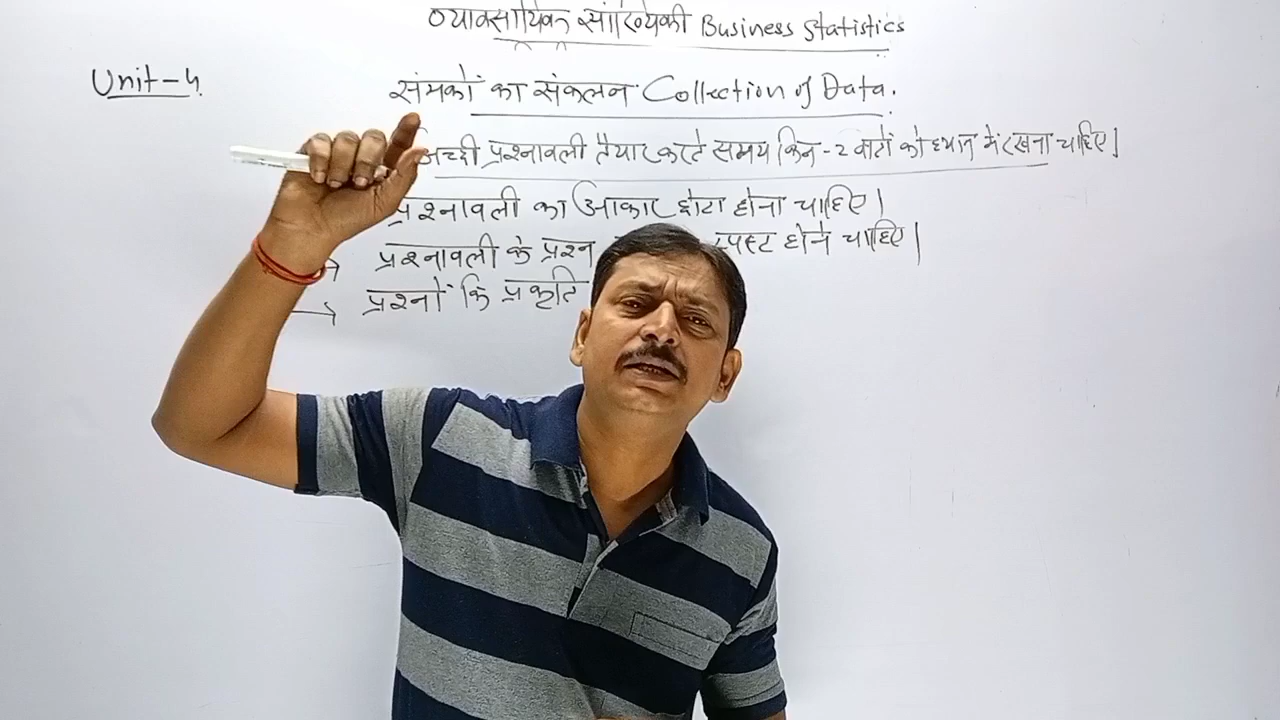 व्यावसायिक सांख्यिकी Business Statistics
Unit-4
संमकों का संकलन Collection of Data.
अच्छी प्रश्नावली तैयार करते समय किन-2 बातों को ध्यान में रखना चाहिए।
प्रश्नावली का आकार छोटा होना चाहिए।
→ प्रश्नावली के प्रश्न स्पष्ट होने चाहिए।
→ प्रश्नों कि प्रकृति